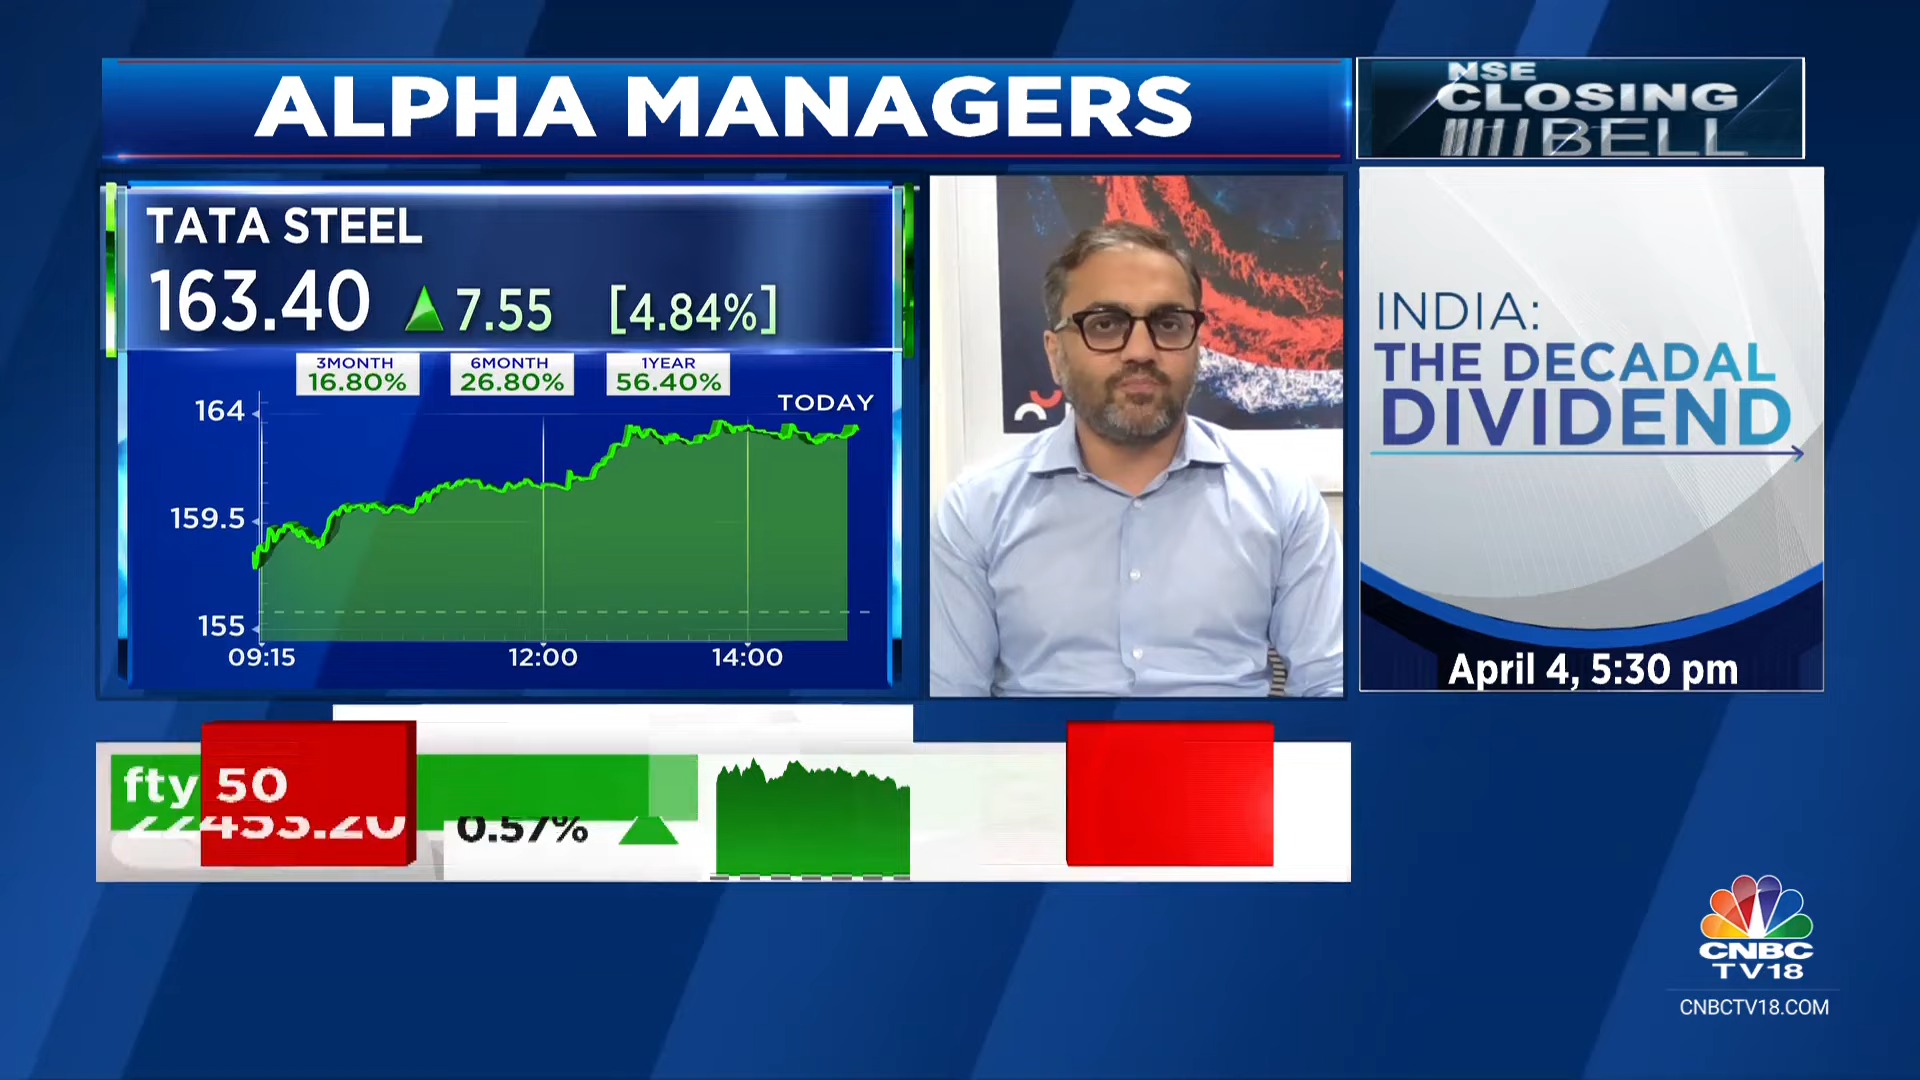 ALPHA MANAGERS
NSE
CLOSING
BELL
TATA STEEL
163.40 ▲ 7.55 [4.84%]
3MONTH 6MONTH 1YEAR
16.80% 26.80% 56.40%
TODAY
164
159.5
155
09:15 12:00 14:00
INDIA:
THE DECADAL
DIVIDEND
April 4, 5:30 pm
fty 50
22453.20 0.57%
CNBC
TV18
CNBCTV18.COM